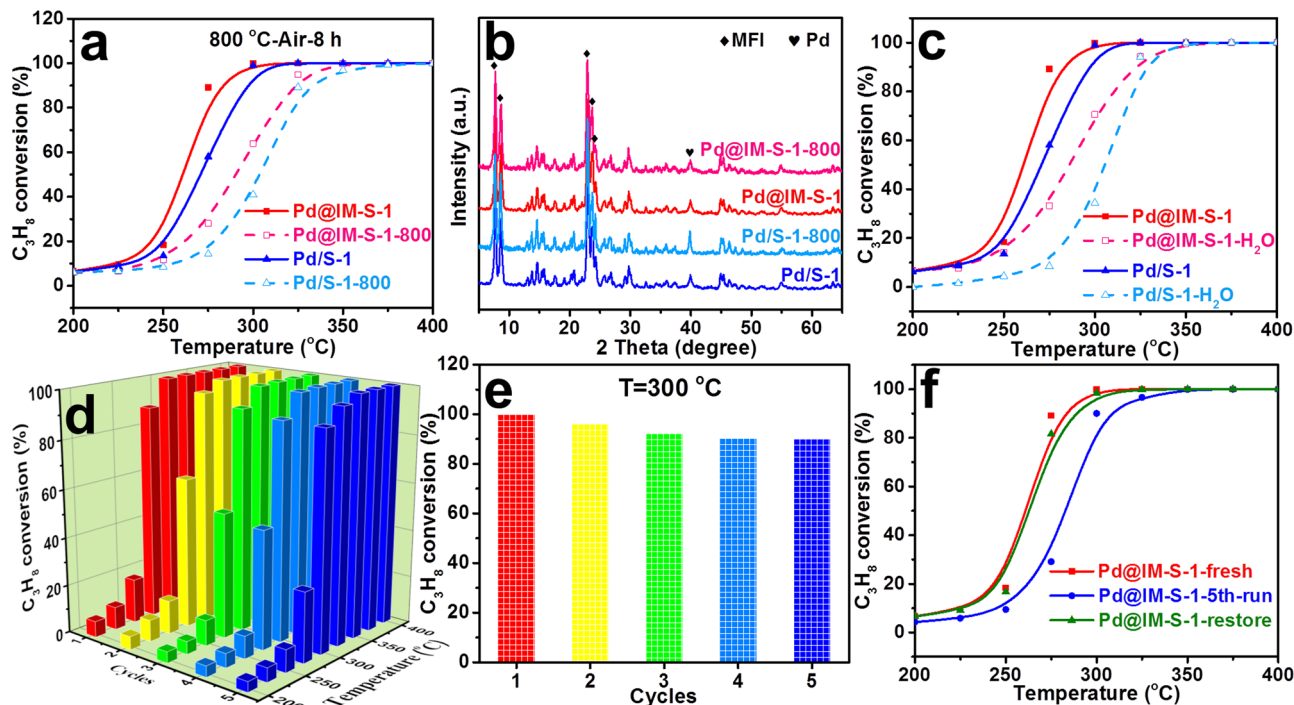 a
800 °C-Air-8 h
C3H8 conversion (%)
120
100
80
60
40
20
0
Pd@IM-S-1
Pd@IM-S-1-800
Pd/S-1
Pd/S-1-800
200 250 300 350 400
Temperature (°C)
b
♦MFI ♥ Pd
Intensity (a.u.)
Pd@IM-S-1-800
Pd@IM-S-1
Pd/S-1-800
Pd/S-1
10 20 30 40 50 60
2 Theta (degree)
c
C3H8 conversion (%)
100
80
60
40
20
0
Pd@IM-S-1
Pd@IM-S-1-H2O
Pd/S-1
Pd/S-1-H2O
200 250 300 350 400
Temperature (°C)
d
C3H8 conversion (%)
100
80
60
40
20
0
1 2 3 4 5
Cycles
200 250 300 350 400
Temperature (°C)
e
T=300 °C
C3H8 conversion (%)
120
100
80
60
40
20
0
1 2 3 4 5
Cycles
f
C3H8 conversion (%)
100
80
60
40
20
0
Pd@IM-S-1-fresh
Pd@IM-S-1-5th-run
Pd@IM-S-1-restore
200 250 300 350 400
Temperature (°C)